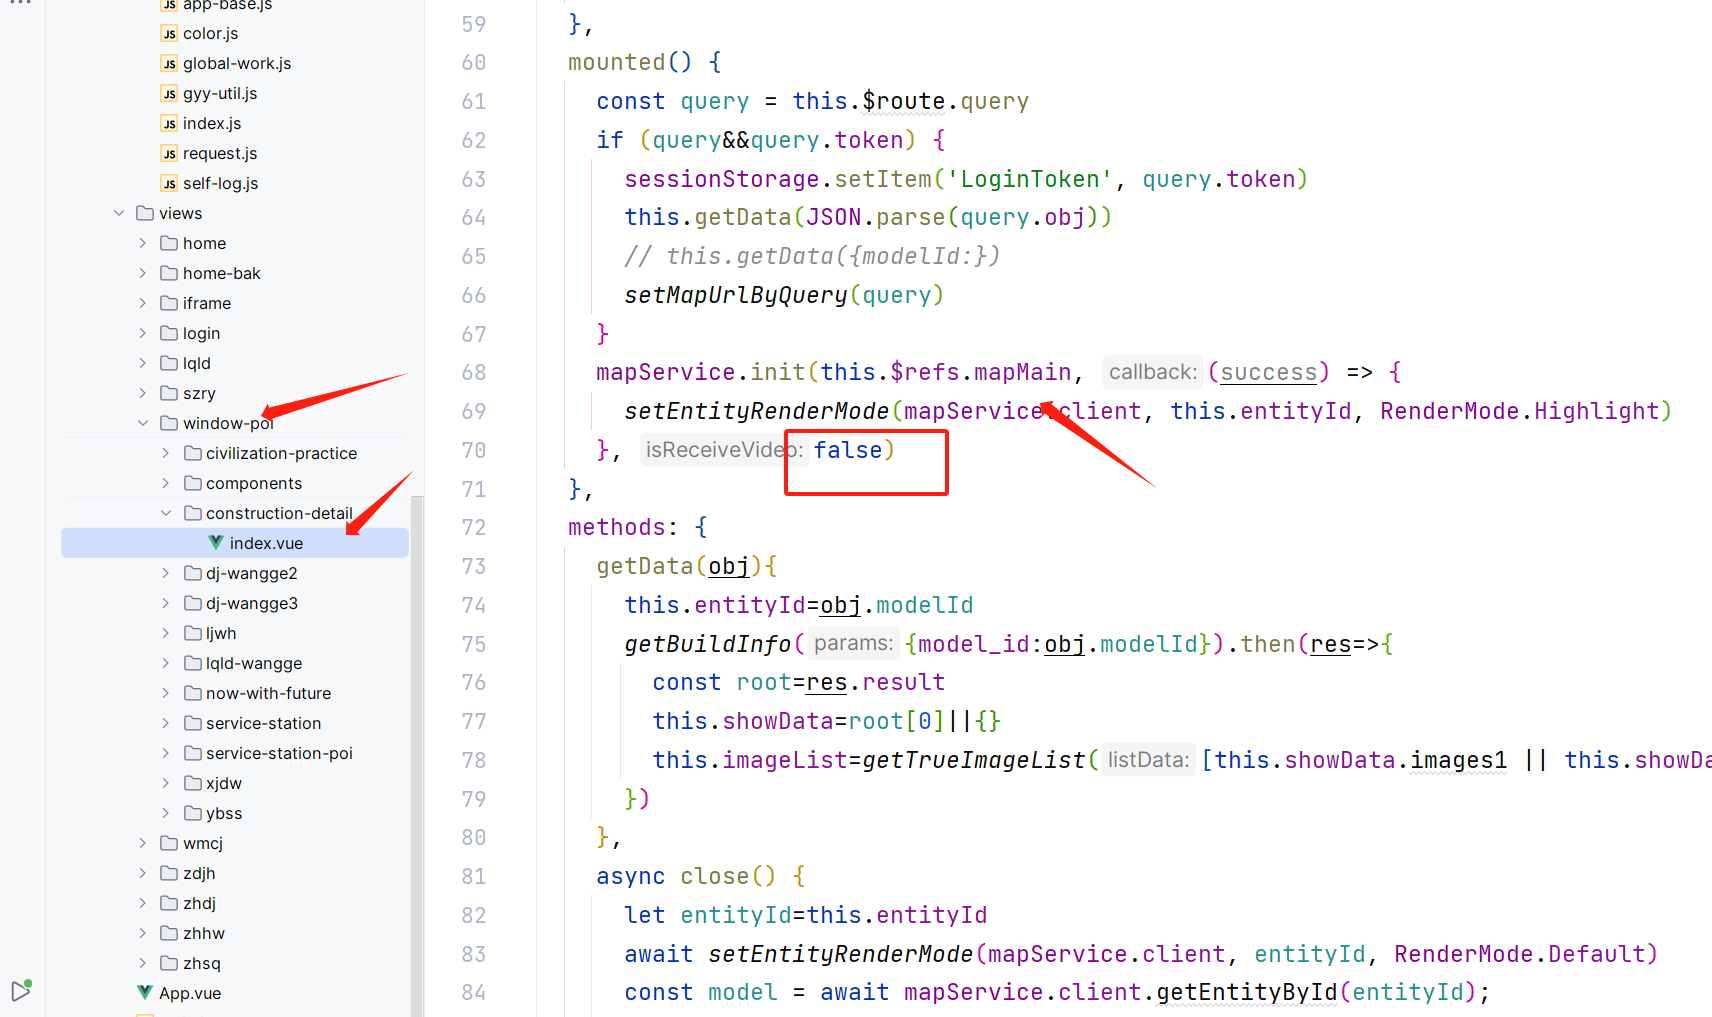 app-base.js
color.js
global-work.js
gyy-util.js
index.js
request.js
self-log.js
views
home
home-bak
iframe
login
lqld
szry
window-poi
civilization-practice
components
construction-detail
index.vue
dj-wangge2
dj-wangge3
ljwh
lqld-wangge
now-with-future
service-station
service-station-poi
xjdw
ybss
wmcj
zdjh
zhdj
zhhw
zhsq
App.vue
59 },
60 mounted() {
61 const query = this.$route.query
62 if (query&&query.token) {
63 sessionStorage.setItem('LoginToken', query.token)
64 this.getData(JSON.parse(query.obj))
65 // this.getData({modelId:})
66 setMapUrlByQuery(query)
67 }
68 mapService.init(this.$refs.mapMain, callback: (success) => {
69 setEntityRenderMode(mapService.client, this.entityId, RenderMode.Highlight)
70 }, isReceiveVideo: false)
71 },
72 methods: {
73 getData(obj){
74 this.entityId=obj.modelId
75 getBuildInfo( params: {model_id:obj.modelId}).then(res=>{
76 const root=res.result
77 this.showData=root[0]||{}
78 this.imageList=getTrueImageList( listData: [this.showData.images1 || this.showDa
79 })
80 },
81 async close() {
82 let entityId=this.entityId
83 await setEntityRenderMode(mapService.client, entityId, RenderMode.Default)
84 const model = await mapService.client.getEntityById(entityId);